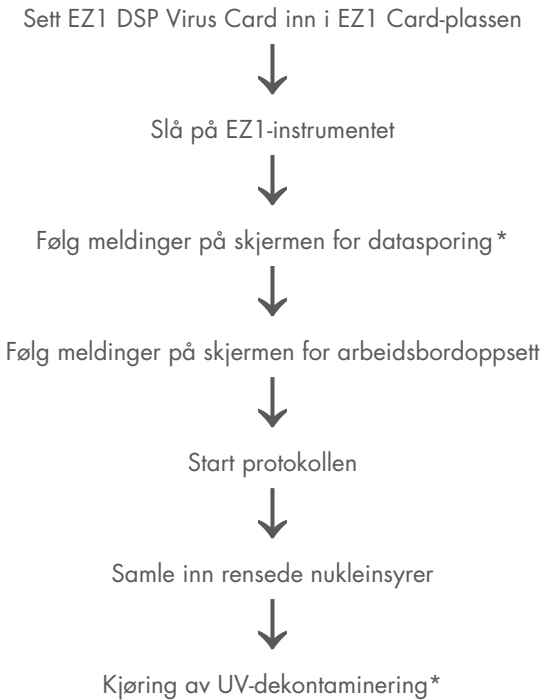 Sett EZ1 DSP Virus Card inn i EZ1 Card-plassen
Slå på EZ1-instrumentet
Følg meldinger på skjermen for datasporing*
Følg meldinger på skjermen for arbeidsbordoppsett
Start protokollen
Samle inn rensede nukleinsyrer
Kjøring av UV-dekontaminering*